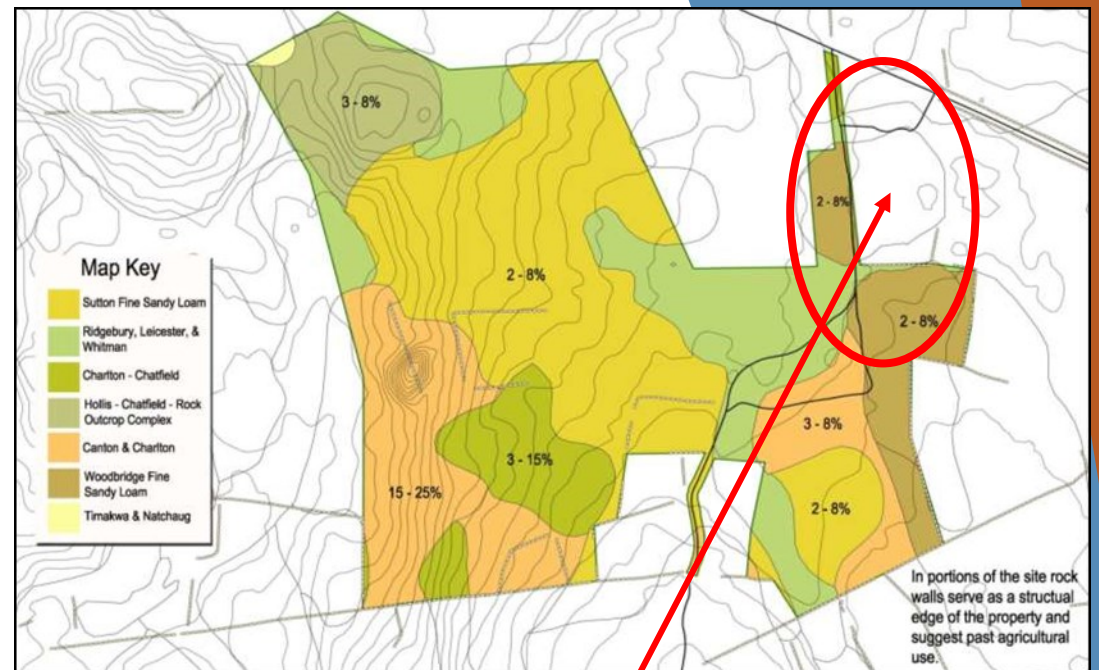 3 - 8%
2 - 8%
2 - 8%
2 - 8%
Map Key
Sutton Fine Sandy Loam
Ridgebury, Leicester, &
Whitman
Charlton - Chatfield
Hollis - Chatfield - Rock
Outcrop Complex
Canton & Charlton
Woodbridge Fine
Sandy Loam
Timakwa & Natchaug
3 - 8%
3 - 15%
15 - 25%
2 - 8%
In portions of the site rock
walls serve as a structual
edge of the property and
suggest past agricultural
use.